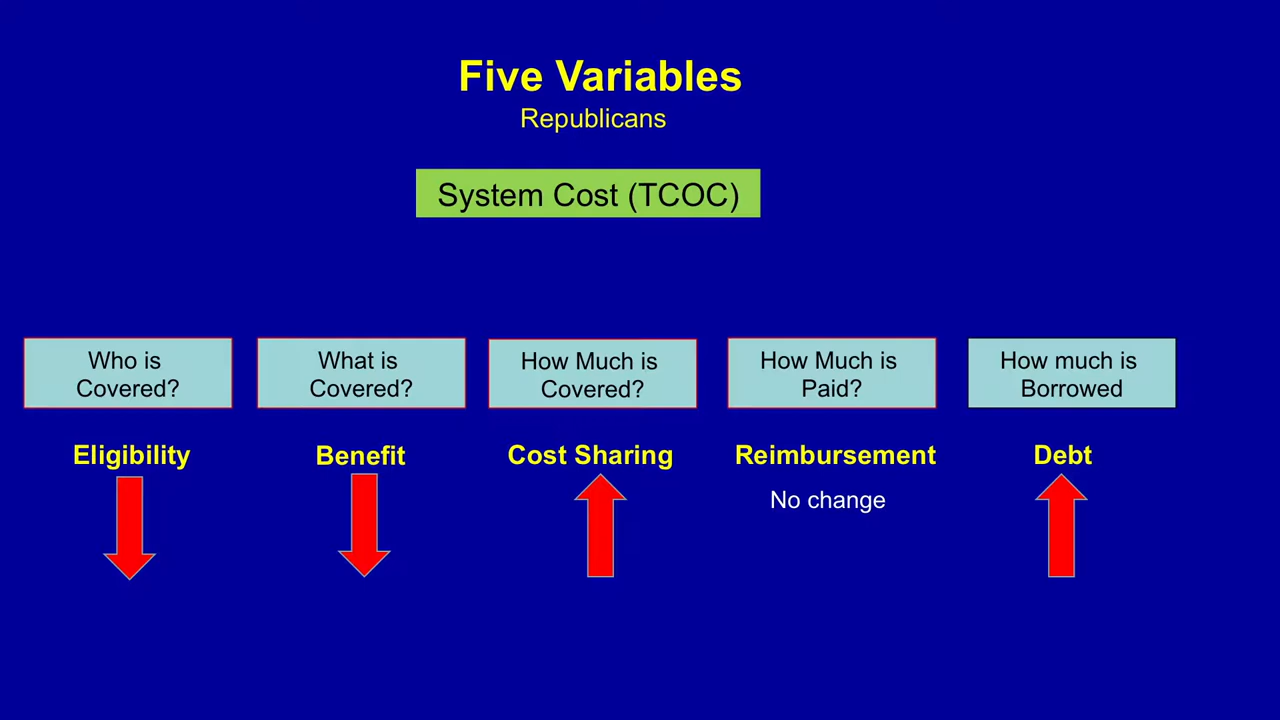 Five Variables
Republicans
System Cost (TCOC)
Who is
Covered?
What is
Covered?
How Much is
Covered?
How Much is
Paid?
How much is
Borrowed
Eligibility
Benefit
Cost Sharing
Reimbursement
Debt
No change